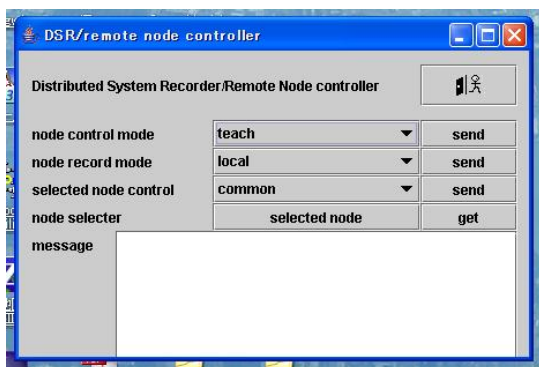 DSR/remote node controller
Distributed System Recorder/Remote Node controller
node control mode teach send
node record mode local send
selected node control common send
node selecter selected node get
message